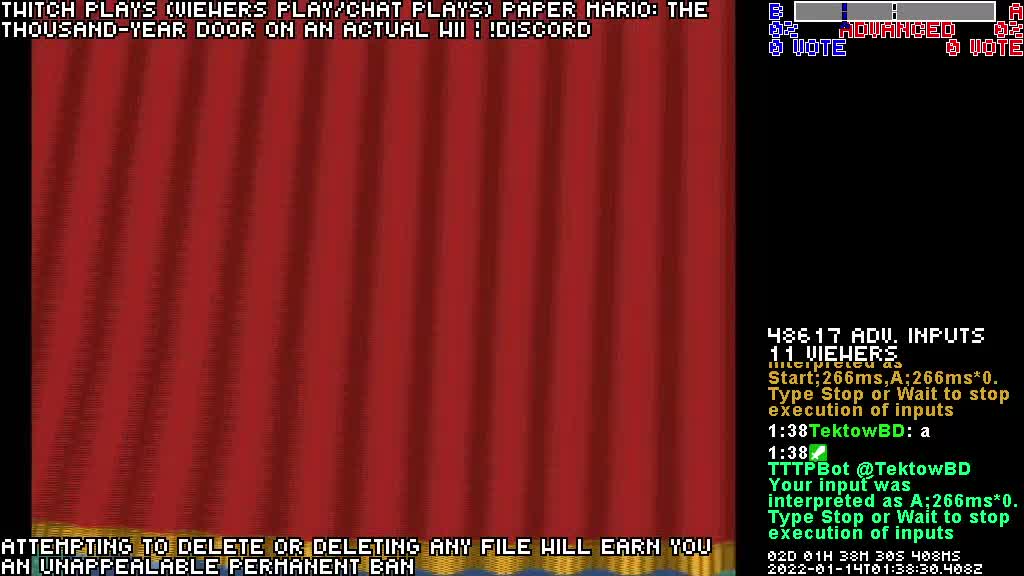 TWITCH PLAYS (VIEWERS PLAY/CHAT PLAYS) PAPER MARIO: THE
THOUSAND-YEAR DOOR ON AN ACTUAL WII | !DISCORD
B A
0% ADVANCED 0%
0 VOTE 0 VOTE
48617 ADV. INPUTS
11 VIEWERS
interpreted as
Start;266ms,A;266ms*0.
Type Stop or Wait to stop
execution of inputs
1:38TektowBD: a
1:38
TTTPBot @TektowBD
Your input was
interpreted as A;266ms*0.
Type Stop or Wait to stop
execution of inputs
02D 01H 38M 30S 408MS
2022-01-14T01:38:30.408Z
ATTEMPTING TO DELETE OR DELETING ANY FILE WILL EARN YOU
AN UNAPPEALABLE PERMANENT BAN